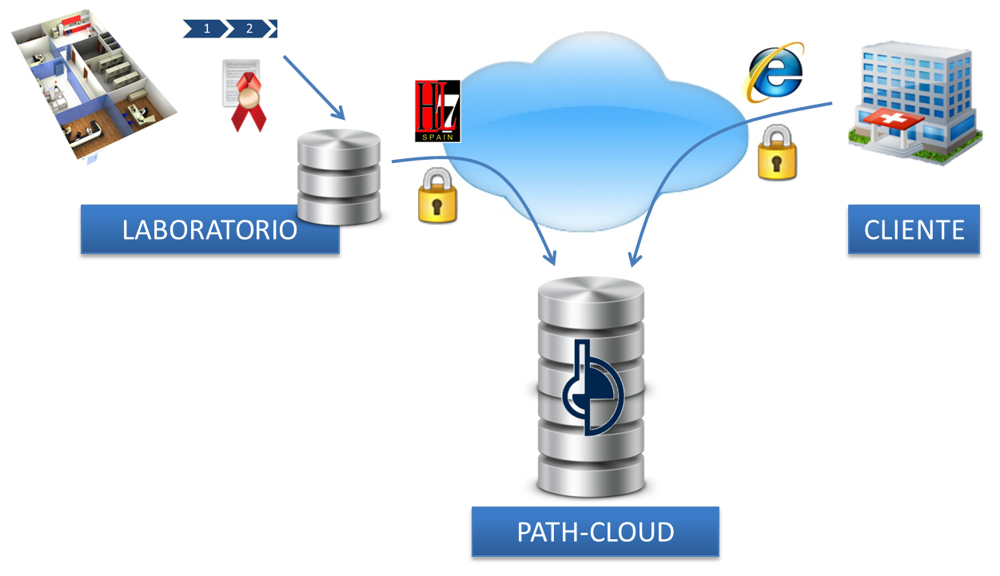 1 2
HL7
SPAIN
LABORATORIO
CLIENTE
PATH-CLOUD